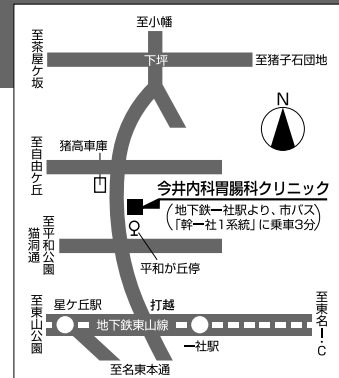 至小幡
至茶屋ケ坂
下坪
至猪子石団地
N
至自由ケ丘
猪高車庫
今井内科胃腸科クリニック
(地下鉄一社駅より、市バス
「幹一社1系統」に乗車3分)
至平和公園
猫洞通
平和が丘停
至東山公園
星ケ丘駅
打越
地下鉄東山線
一社駅
至東名I・C
至名東本通